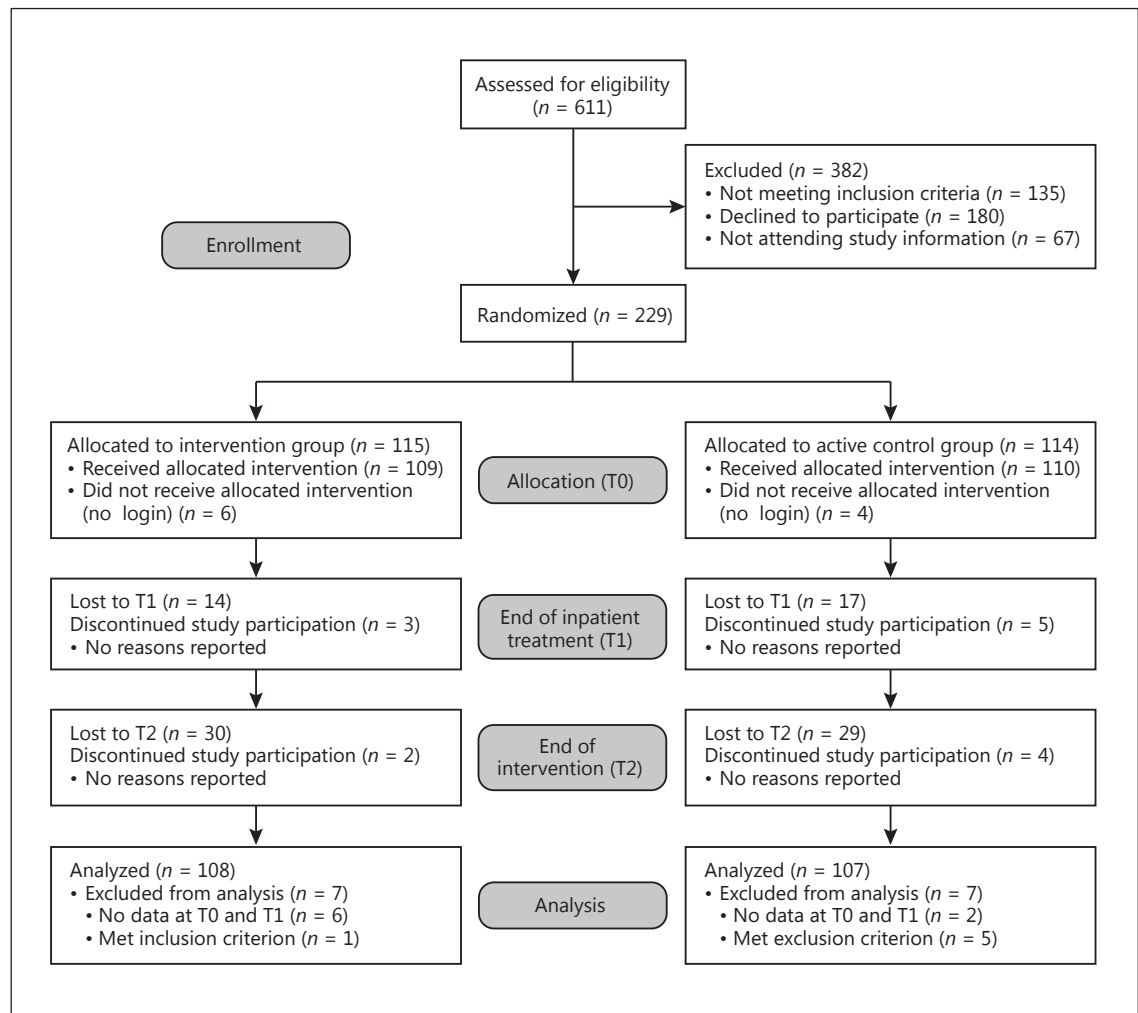 Assessed for eligibility
(n = 611)
Excluded (n = 382)
• Not meeting inclusion criteria (n = 135)
• Declined to participate (n = 180)
• Not attending study information (n = 67)
Enrollment
Randomized (n = 229)
Allocated to intervention group (n = 115)
• Received allocated intervention (n = 109)
• Did not receive allocated intervention
(no login) (n = 6)
Allocation (T0)
Allocated to active control group (n = 114)
• Received allocated intervention (n = 110)
• Did not receive allocated intervention
(no login) (n = 4)
Lost to T1 (n = 14)
Discontinued study participation (n = 3)
• No reasons reported
End of inpatient
treatment (T1)
Lost to T1 (n = 17)
Discontinued study participation (n = 5)
• No reasons reported
Lost to T2 (n = 30)
Discontinued study participation (n = 2)
• No reasons reported
End of
intervention (T2)
Lost to T2 (n = 29)
Discontinued study participation (n = 4)
• No reasons reported
Analyzed (n = 108)
• Excluded from analysis (n = 7)
• No data at T0 and T1 (n = 6)
• Met inclusion criterion (n = 1)
Analysis
Analyzed (n = 107)
• Excluded from analysis (n = 7)
• No data at T0 and T1 (n = 2)
• Met exclusion criterion (n = 5)